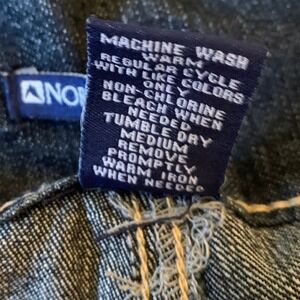 MACHINE WASH
WARM
REGULAR CYCLE
WITH LIKE COLORS
ONLY
NON-CHLORINE
BLEACH WHEN
NEEDED
TUMBLE DRY
MEDIUM
REMOVE
PROMPTLY
WARM IRON
WHEN NEEDED
NO